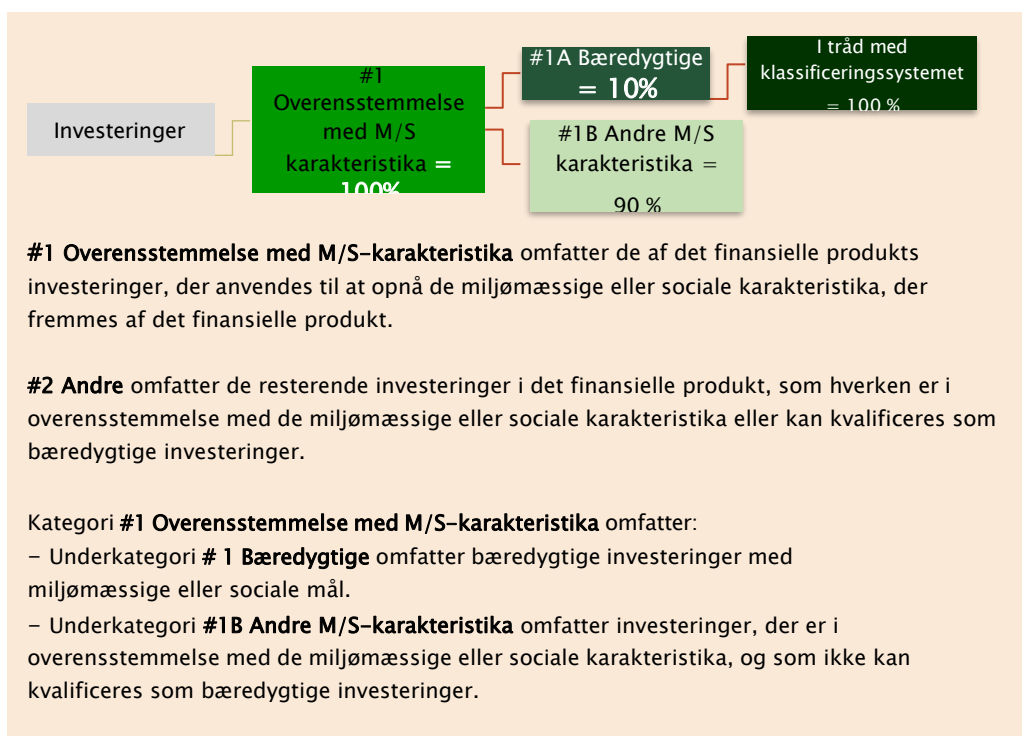 Investeringer
#1
Overensstemmelse
med M/S
karakteristika =
100%
#1A Bæredygtige
= 10%
I tråd med
klassificeringssystemet
= 100 %
#1B Andre M/S
karakteristika =
90 %
#1 Overensstemmelse med M/S-karakteristika omfatter de af det finansielle produkts
investeringer, der anvendes til at opnå de miljømæssige eller sociale karakteristika, der
fremmes af det finansielle produkt.
#2 Andre omfatter de resterende investeringer i det finansielle produkt, som hverken er i
overensstemmelse med de miljømæssige eller sociale karakteristika eller kan kvalificeres som
bæredygtige investeringer.
Kategori #1 Overensstemmelse med M/S-karakteristika omfatter:
- Underkategori # 1 Bæredygtige omfatter bæredygtige investeringer med
miljømæssige eller sociale mål.
- Underkategori #1B Andre M/S-karakteristika omfatter investeringer, der er i
overensstemmelse med de miljømæssige eller sociale karakteristika, og som ikke kan
kvalificeres som bæredygtige investeringer.